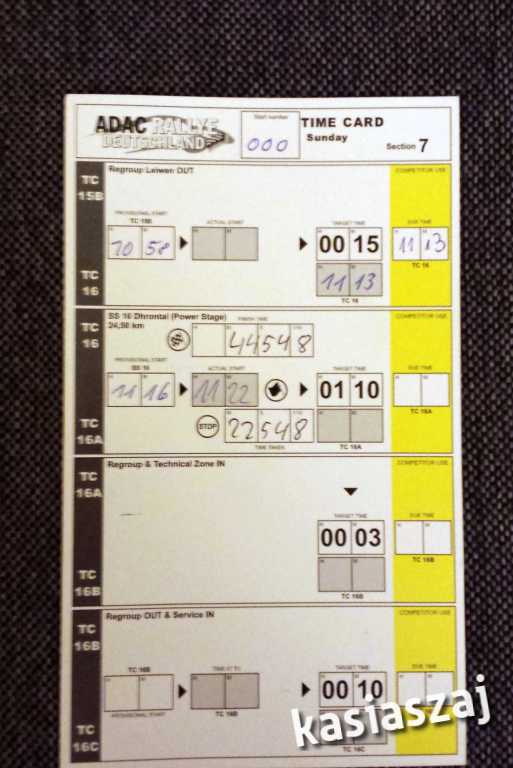 ADAC RALLYE
DEUTSCHLAND
Start number
000
TIME CARD
Sunday
Section 7
TC
15B
Regroup Leiwen OUT
COMPETITOR USE
PROVISIONAL START
TC 15B
ACTUAL START
TARGET TIME
DUE TIME
H M H M
10 58
00 15
11 13
TC 16
11 13
TC 16
TC
16
TC
16
SS 16 Dhrontal (Power Stage)
24,58 km
FINISH TIME
COMPETITOR USE
44548
PROVISIONAL START
SS 16
ACTUAL START
TARGET TIME
DUE TIME
11 16
11 22
01 10
TC 16A
STOP
22548
TIME TAKEN
TC 16A
TC
16A
TC
16A
Regroup & Technical Zone IN
COMPETITOR USE
TARGET TIME
DUE TIME
00 03
TC 16B
TC 16B
TC
16B
TC
16B
Regroup OUT & Service IN
COMPETITOR USE
TC 16B
TIME AT TC
TARGET TIME
DUE TIME
H M
00 10
PROVISIONAL START
TC 16B
TC 16C
TC
16C
kasiaszaj